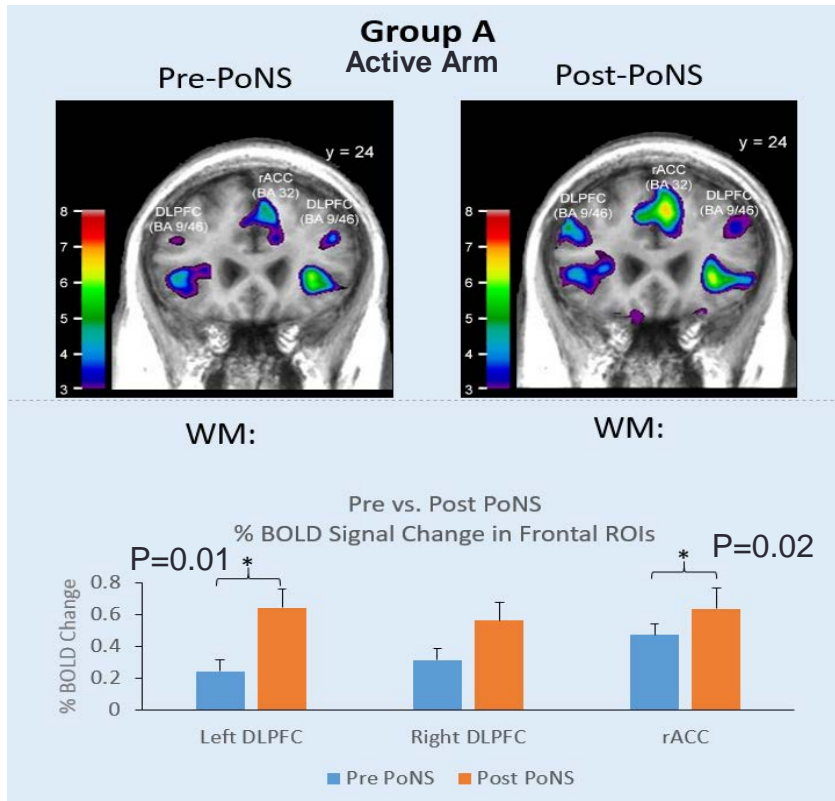 Group A
Active Arm
Pre-PoNS
Post-PoNS
y = 24
rACC
(BA 32)
DLPFC
(BA 9/46)
DLPFC
(BA 9/46)
8
7
6
5
4
3
y = 24
rACC
(BA 32)
DLPFC
(BA 9/46)
DLPFC
(BA 9/46)
8
7
6
5
4
3
WM:
WM:
Pre vs. Post PoNS
% BOLD Signal Change in Frontal ROIs
P=0.01 *
* P=0.02
% BOLD Change
0.8
0.6
0.4
0.2
0
Left DLPFC
Right DLPFC
rACC
Pre PoNS
Post PoNS